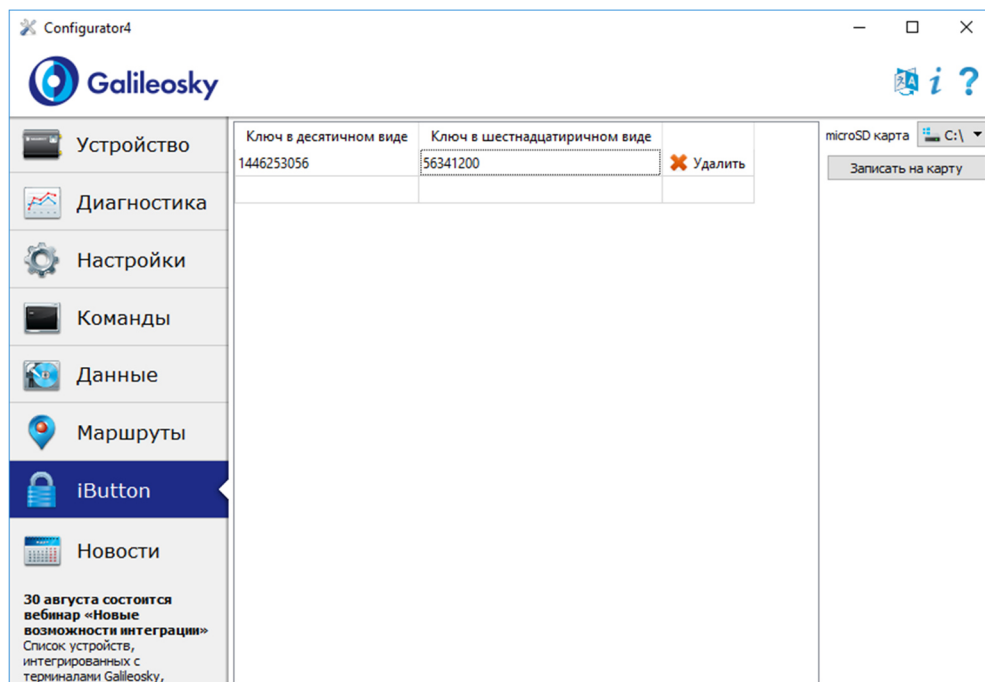 Configurator4
Galileosky
Устройство
Диагностика
Настройки
Команды
Данные
Маршруты
iButton
Новости
30 августа состоится
вебинар «Новые
возможности интеграции»
Список устройств,
интегрированных с
терминалами Galileosky,
Ключ в десятичном виде Ключ в шестнадцатиричном виде
1446253056 56341200 Удалить
microSD карта C:\
Записать на карту